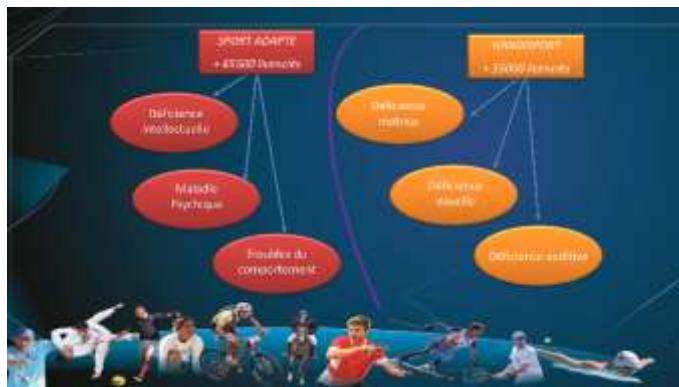 SPORT ADAPTE
+ 65500 licenciés
Déficience
intellectuelle
Maladie
Psychique
Troubles du
comportement
HANDISPORT
+ 35000 licenciés
Déficience
motrice
Déficience
visuelle
Déficience auditive